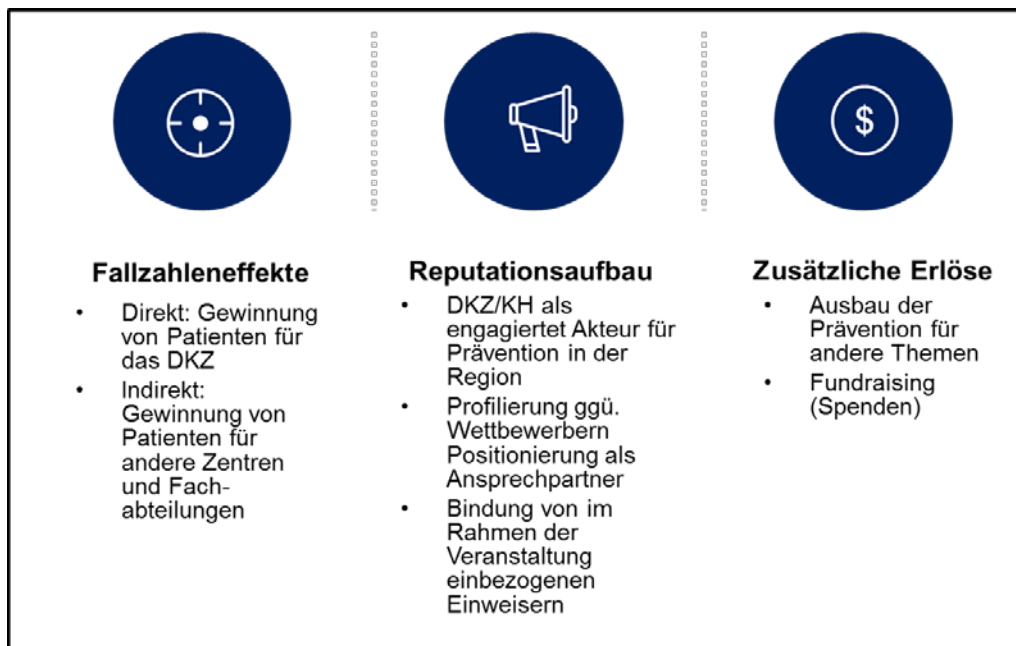 $
Fallzahleneffekte
• Direkt: Gewinnung
von Patienten für
das DKZ
• Indirekt:
Gewinnung von
Patienten für
andere Zentren
und Fach-
abteilungen
Reputationsaufbau
• DKZ/KH als
engagiertet Akteur für
Prävention in der
Region
• Profilierung ggü.
Wettbewerbern
Positionierung als
Ansprechpartner
• Bindung von im
Rahmen der
Veranstaltung
einbezogenen
Einweisern
Zusätzliche Erlöse
• Ausbau der
Prävention für
andere Themen
• Fundraising
(Spenden)